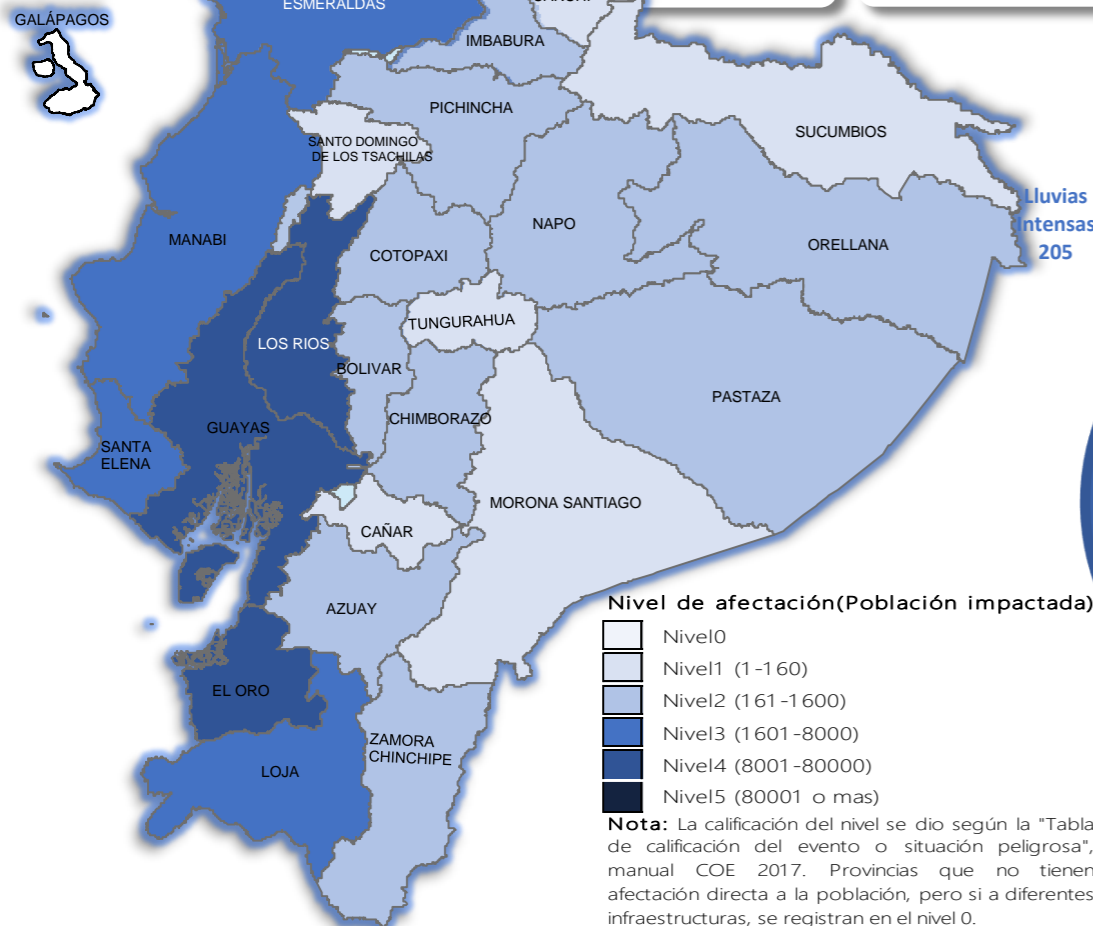 ESMERALDAS
GALÁPAGOS
IMBABURA
PICHINCHA
SUCUMBIOS
SANTO DOMINGO
DE LOS TSACHILAS
Lluvias
Intensas
205
NAPO
MANABI
ORELLANA
COTOPAXI
TUNGURAHUA
LOS RIOS
BOLIVAR
PASTAZA
CHIMBORAZO
GUAYAS
SANTA
ELENA
MORONA SANTIAGO
CAÑAR
AZUAY
EL ORO
ZAMORA
CHINCHIPE
LOJA
Nivel de afectación(Población impactada)
Nivel0
Nivel1 (1-160)
Nivel2 (161-1600)
Nivel3 (1601-8000)
Nivel4 (8001-80000)
Nivel5 (80001 o mas)
Nota: La calificación del nivel se dio según la "Tabla
de calificación del evento o situación peligrosa",
manual COE 2017. Provincias que no tienen
afectación directa a la población, pero si a diferentes
infraestructuras, se registran en el nivel 0.